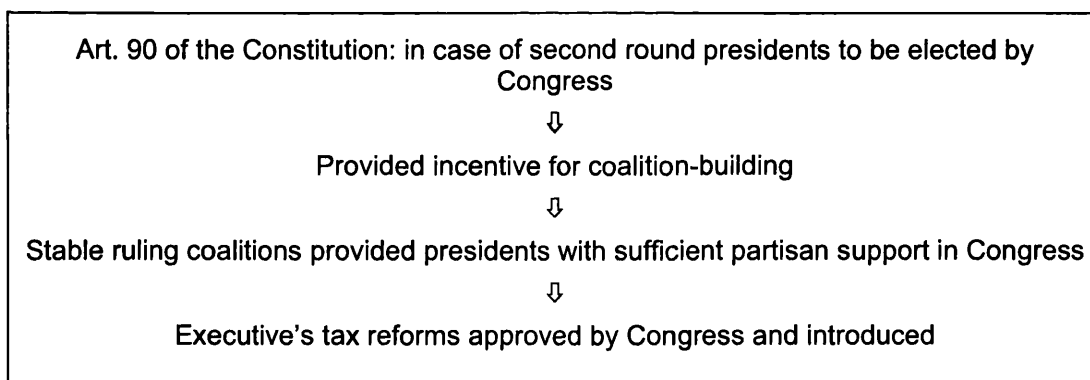 Art. 90 of the Constitution: in case of second round presidents to be elected by
Congress
⇩
Provided incentive for coalition-building
⇩
Stable ruling coalitions provided presidents with sufficient partisan support in Congress
⇩
Executive's tax reforms approved by Congress and introduced